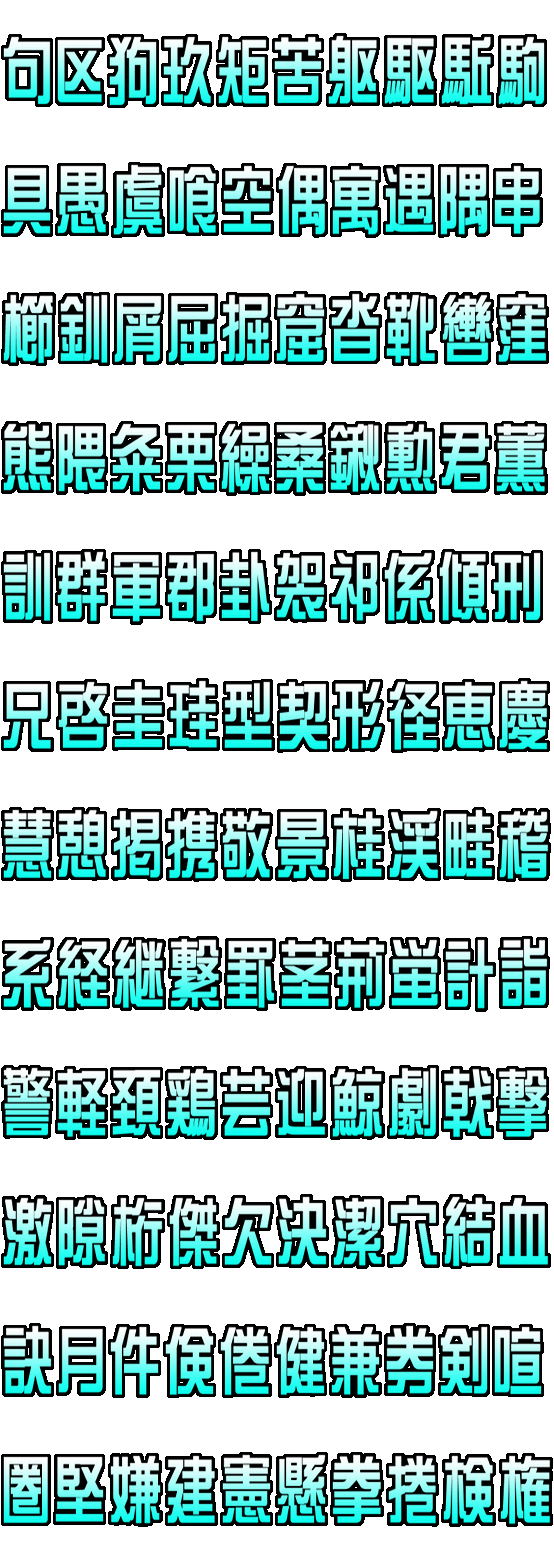 句区狗玖矩苦躯駆駈駒
具愚虞喰空偶寓遇隅串
櫛釧屑屈掘窟沓靴轡窪
熊隈粂栗繰桑鍬勲君薫
訓群軍郡卦袈祁係傾刑
兄啓圭珪型契形径恵慶
慧憩掲携敬景桂渓畦稽
系経継繋罫茎荊蛍計詣
警軽頚鶏芸迎鯨劇戟撃
激隙桁傑欠決潔穴結血
訣月件倹倦健兼券剣喧
圏堅嫌建憲懸拳捲検権